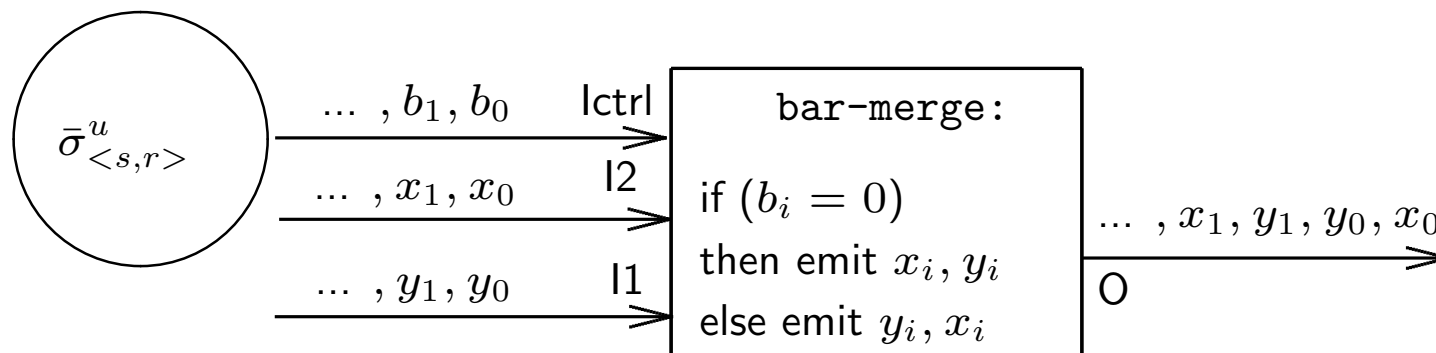 σ̄^u_{<s,r>}
... , b_1, b_0
Ictrl
... , x_1, x_0
I2
... , y_1, y_0
I1
bar-merge:
if (b_i = 0)
then emit x_i, y_i
else emit y_i, x_i
... , x_1, y_1, y_0, x_0
O